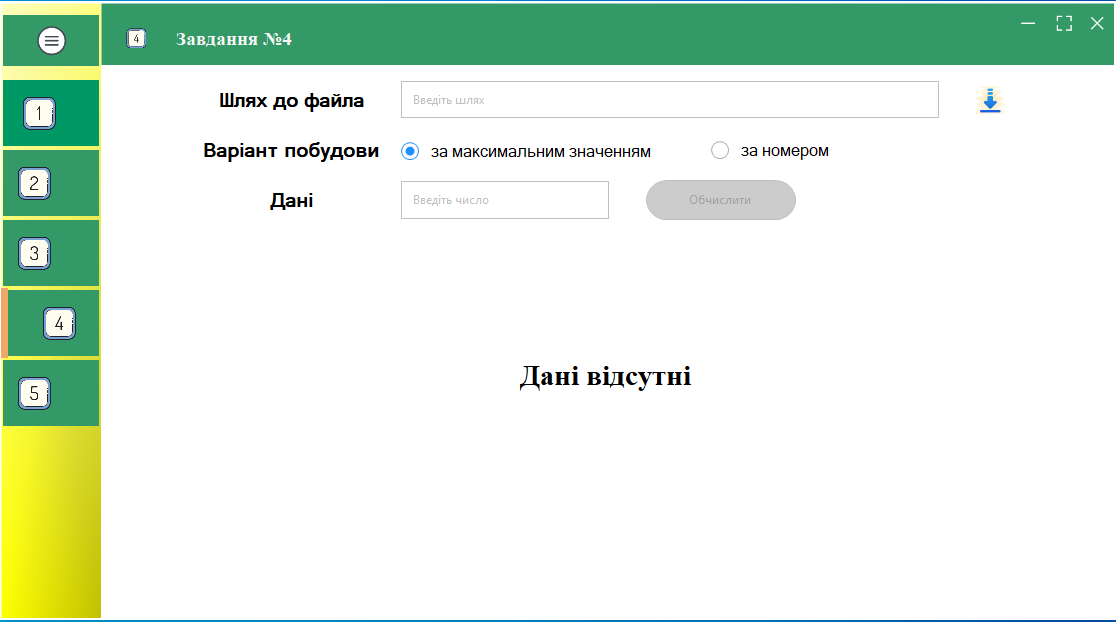 4 Завдання №4
1
2
3
4
5
Шлях до файла Введіть шлях
Варіант побудови за максимальним значенням за номером
Дані Введіть число Обчислити
Дані відсутні